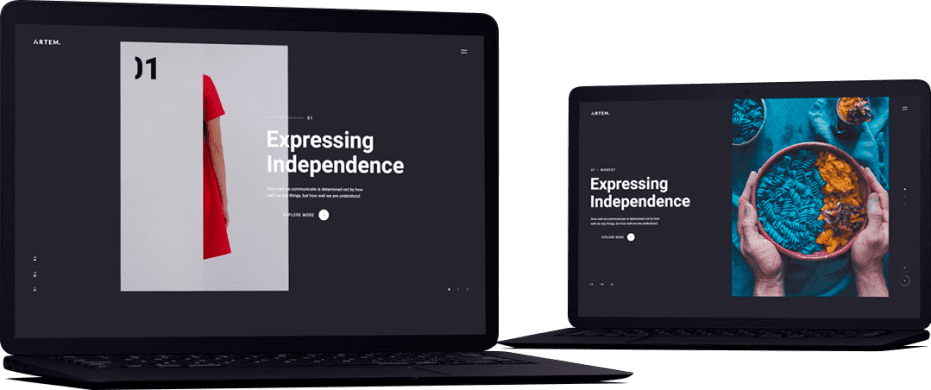 ARTEM.
01
01
Expressing
Independence
How well we communicate is determined not by how
well we say things, but how well we are understood.
EXPLORE MORE
ARTEM.
01 — MOMENT
Expressing
Independence
How well we communicate is determined not by how
well we say things, but how well we are understood.
EXPLORE MORE